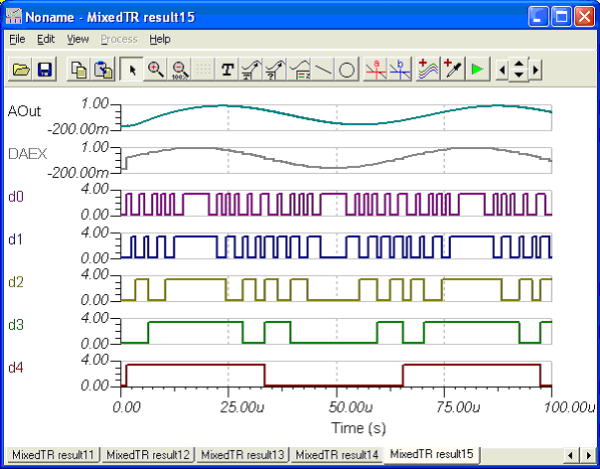 Noname - MixedTR result15
File Edit View Process Help
100%
T
a b
AOut 1.00
-200.00m
DAEX 1.00
-200.00m
d0 4.00
0.00
d1 4.00
0.00
d2 4.00
0.00
d3 4.00
0.00
d4 4.00
0.00
0.00 25.00u 50.00u 75.00u 100.00u
Time (s)
MixedTR result11 MixedTR result12 MixedTR result13 MixedTR result14 MixedTR result15